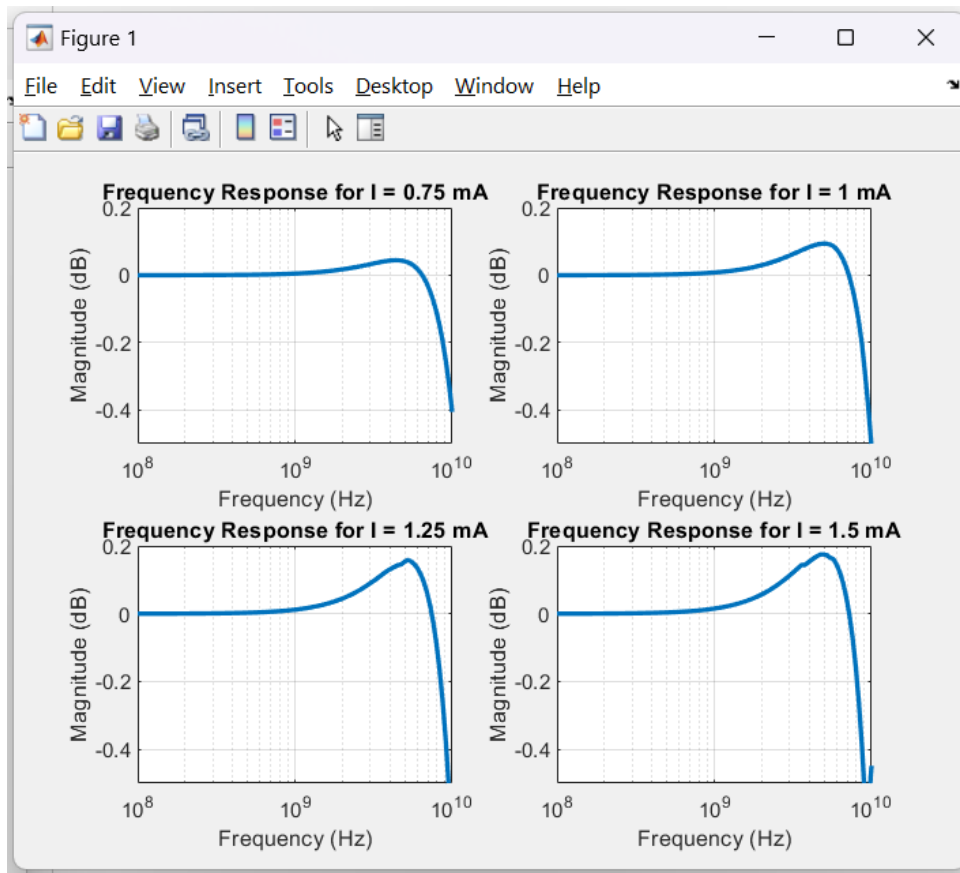 Figure 1
File Edit View Insert Tools Desktop Window Help
Frequency Response for I = 0.75 mA
0.2
0
-0.2
-0.4
Magnitude (dB)
10^8 10^9 10^10
Frequency (Hz)
Frequency Response for I = 1 mA
0.2
0
-0.2
-0.4
Magnitude (dB)
10^8 10^9 10^10
Frequency (Hz)
Frequency Response for I = 1.25 mA
0.2
0
-0.2
-0.4
Magnitude (dB)
10^8 10^9 10^10
Frequency (Hz)
Frequency Response for I = 1.5 mA
0.2
0
-0.2
-0.4
Magnitude (dB)
10^8 10^9 10^10
Frequency (Hz)